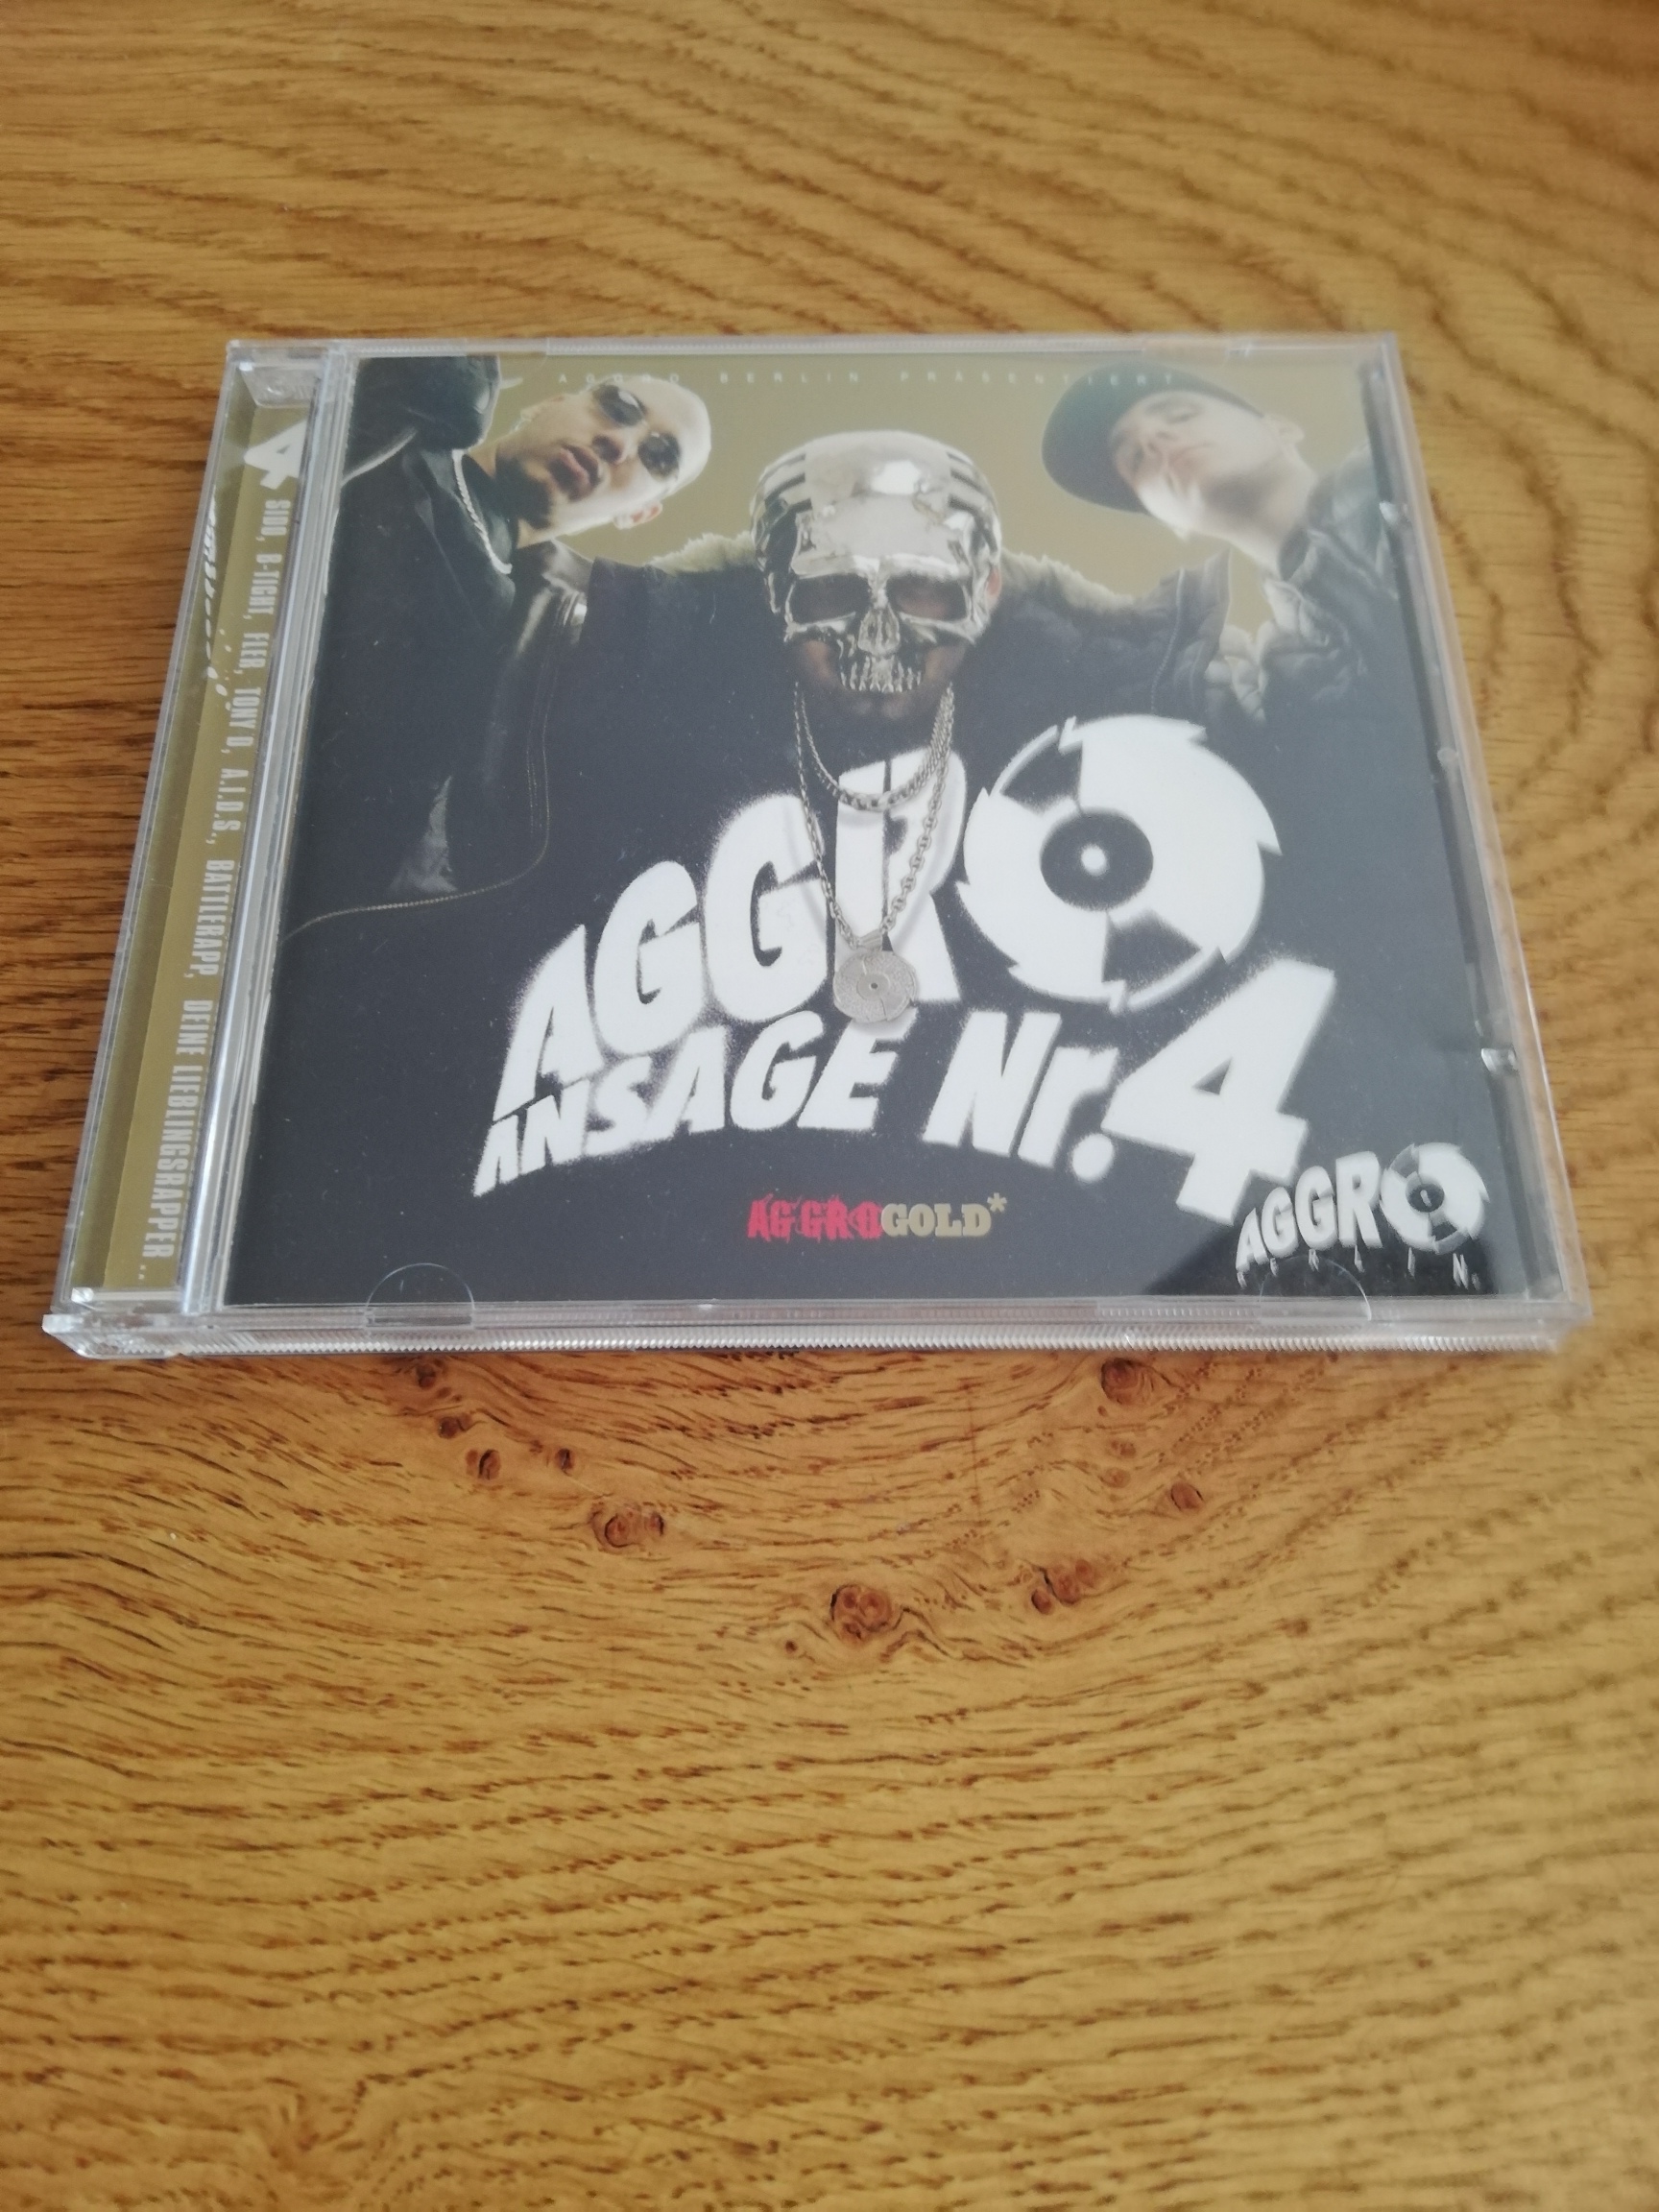 AGGRO BERLIN PRÄSENTIERT
4 SIDO, B-TIGHT, FLER, TONY D, A.I.D.S., BATTLERAPP, DEINE LIEBLINGSRAPPER...
AGGRO
ANSAGE Nr.4
AGGROGOLD*
AGGRO
BERLIN